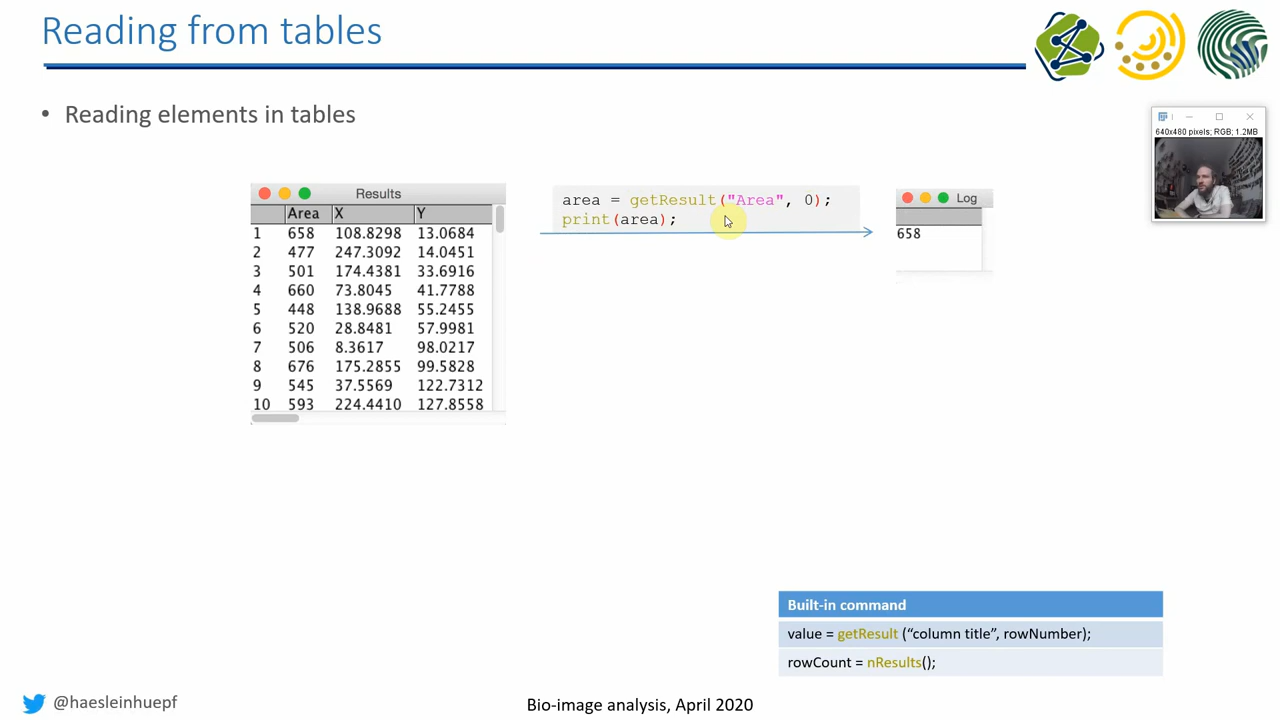 Reading from tables
• Reading elements in tables
640x480 pixels; RGB; 1.2MB
Results
Area X Y
1 658 108.8298 13.0684
2 477 247.3092 14.0451
3 501 174.4381 33.6916
4 660 73.8045 41.7788
5 448 138.9688 55.2455
6 520 28.8481 57.9981
7 506 8.3617 98.0217
8 676 175.2855 99.5828
9 545 37.5569 122.7312
10 593 224.4410 127.8558
area = getResult("Area", 0);
print(area);
Log
658
Built-in command
value = getResult (“column title”, rowNumber);
rowCount = nResults();
@haesleinhuepf
Bio-image analysis, April 2020